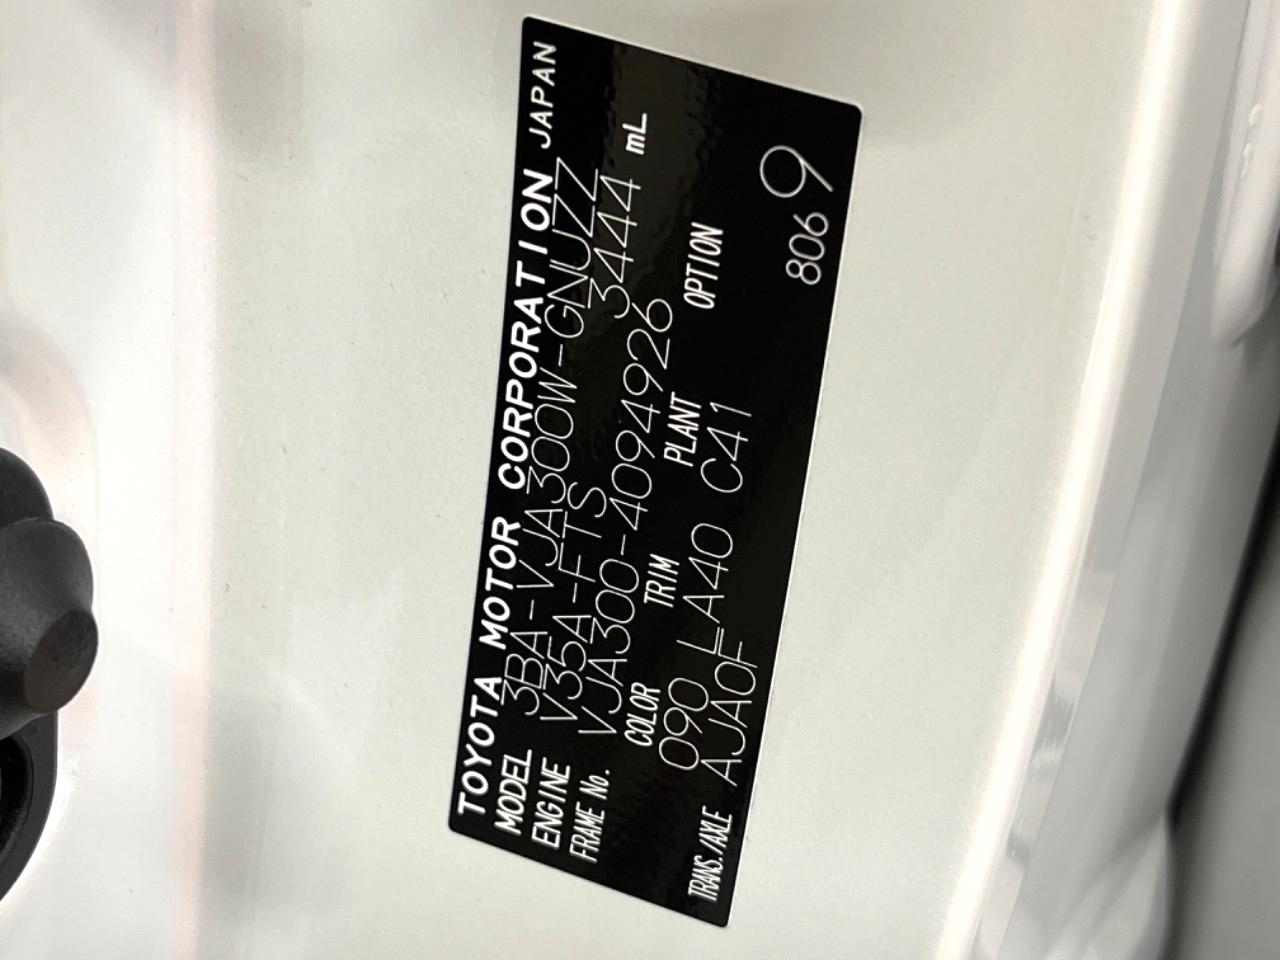 TOYOTA MOTOR CORPORATION JAPAN
MODEL 3BA-VJA300W-GNUZZ
ENGINE V35A-FTS 3444 mL
FRAME No. VJA300-4094926
COLOR TRIM PLANT OPTION
090 LA40 C41
TRANS./AXLE AJA0F
806 9